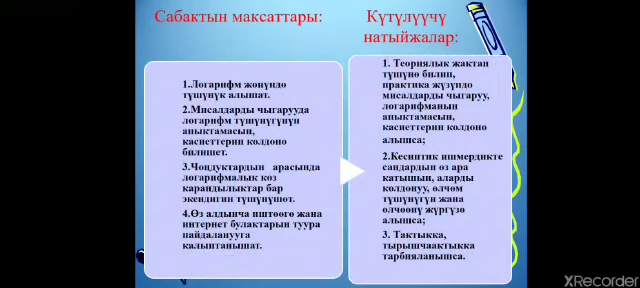 Сабактын максаттары:
Күтүлүүчү
натыйжалар:
1.Логарифм жөнүндө
түшүнүк алышат.
2.Мисалдарды чыгарууда
логарифм түшүнүгүнүн
аныктамасын,
касиеттерин колдоно
билишет.
3.Чоңдуктардын арасында
логарифмалык көз
карандылыктар бар
экендигин түшүнүшөт.
4.Өз алдынча иштөөгө жана
интернет булактарын туура
пайдаланууга
калыптанышат.
1. Теориялык жактан
түшүнө билип,
практика жүзүндө
мисалдарды чыгаруу,
логарифманын
аныктамасын,
касиеттерин колдоно
алышса;
2.Кесиптик ишмердикте
сандардын өз ара
катышын, аларды
колдонуу, өлчөм
түшүнүгүн жана
өлчөөнү жүргүзө
алышса;
3. Тактыкка,
тырышчаактыкка
тарбияланышса.
XRecorder